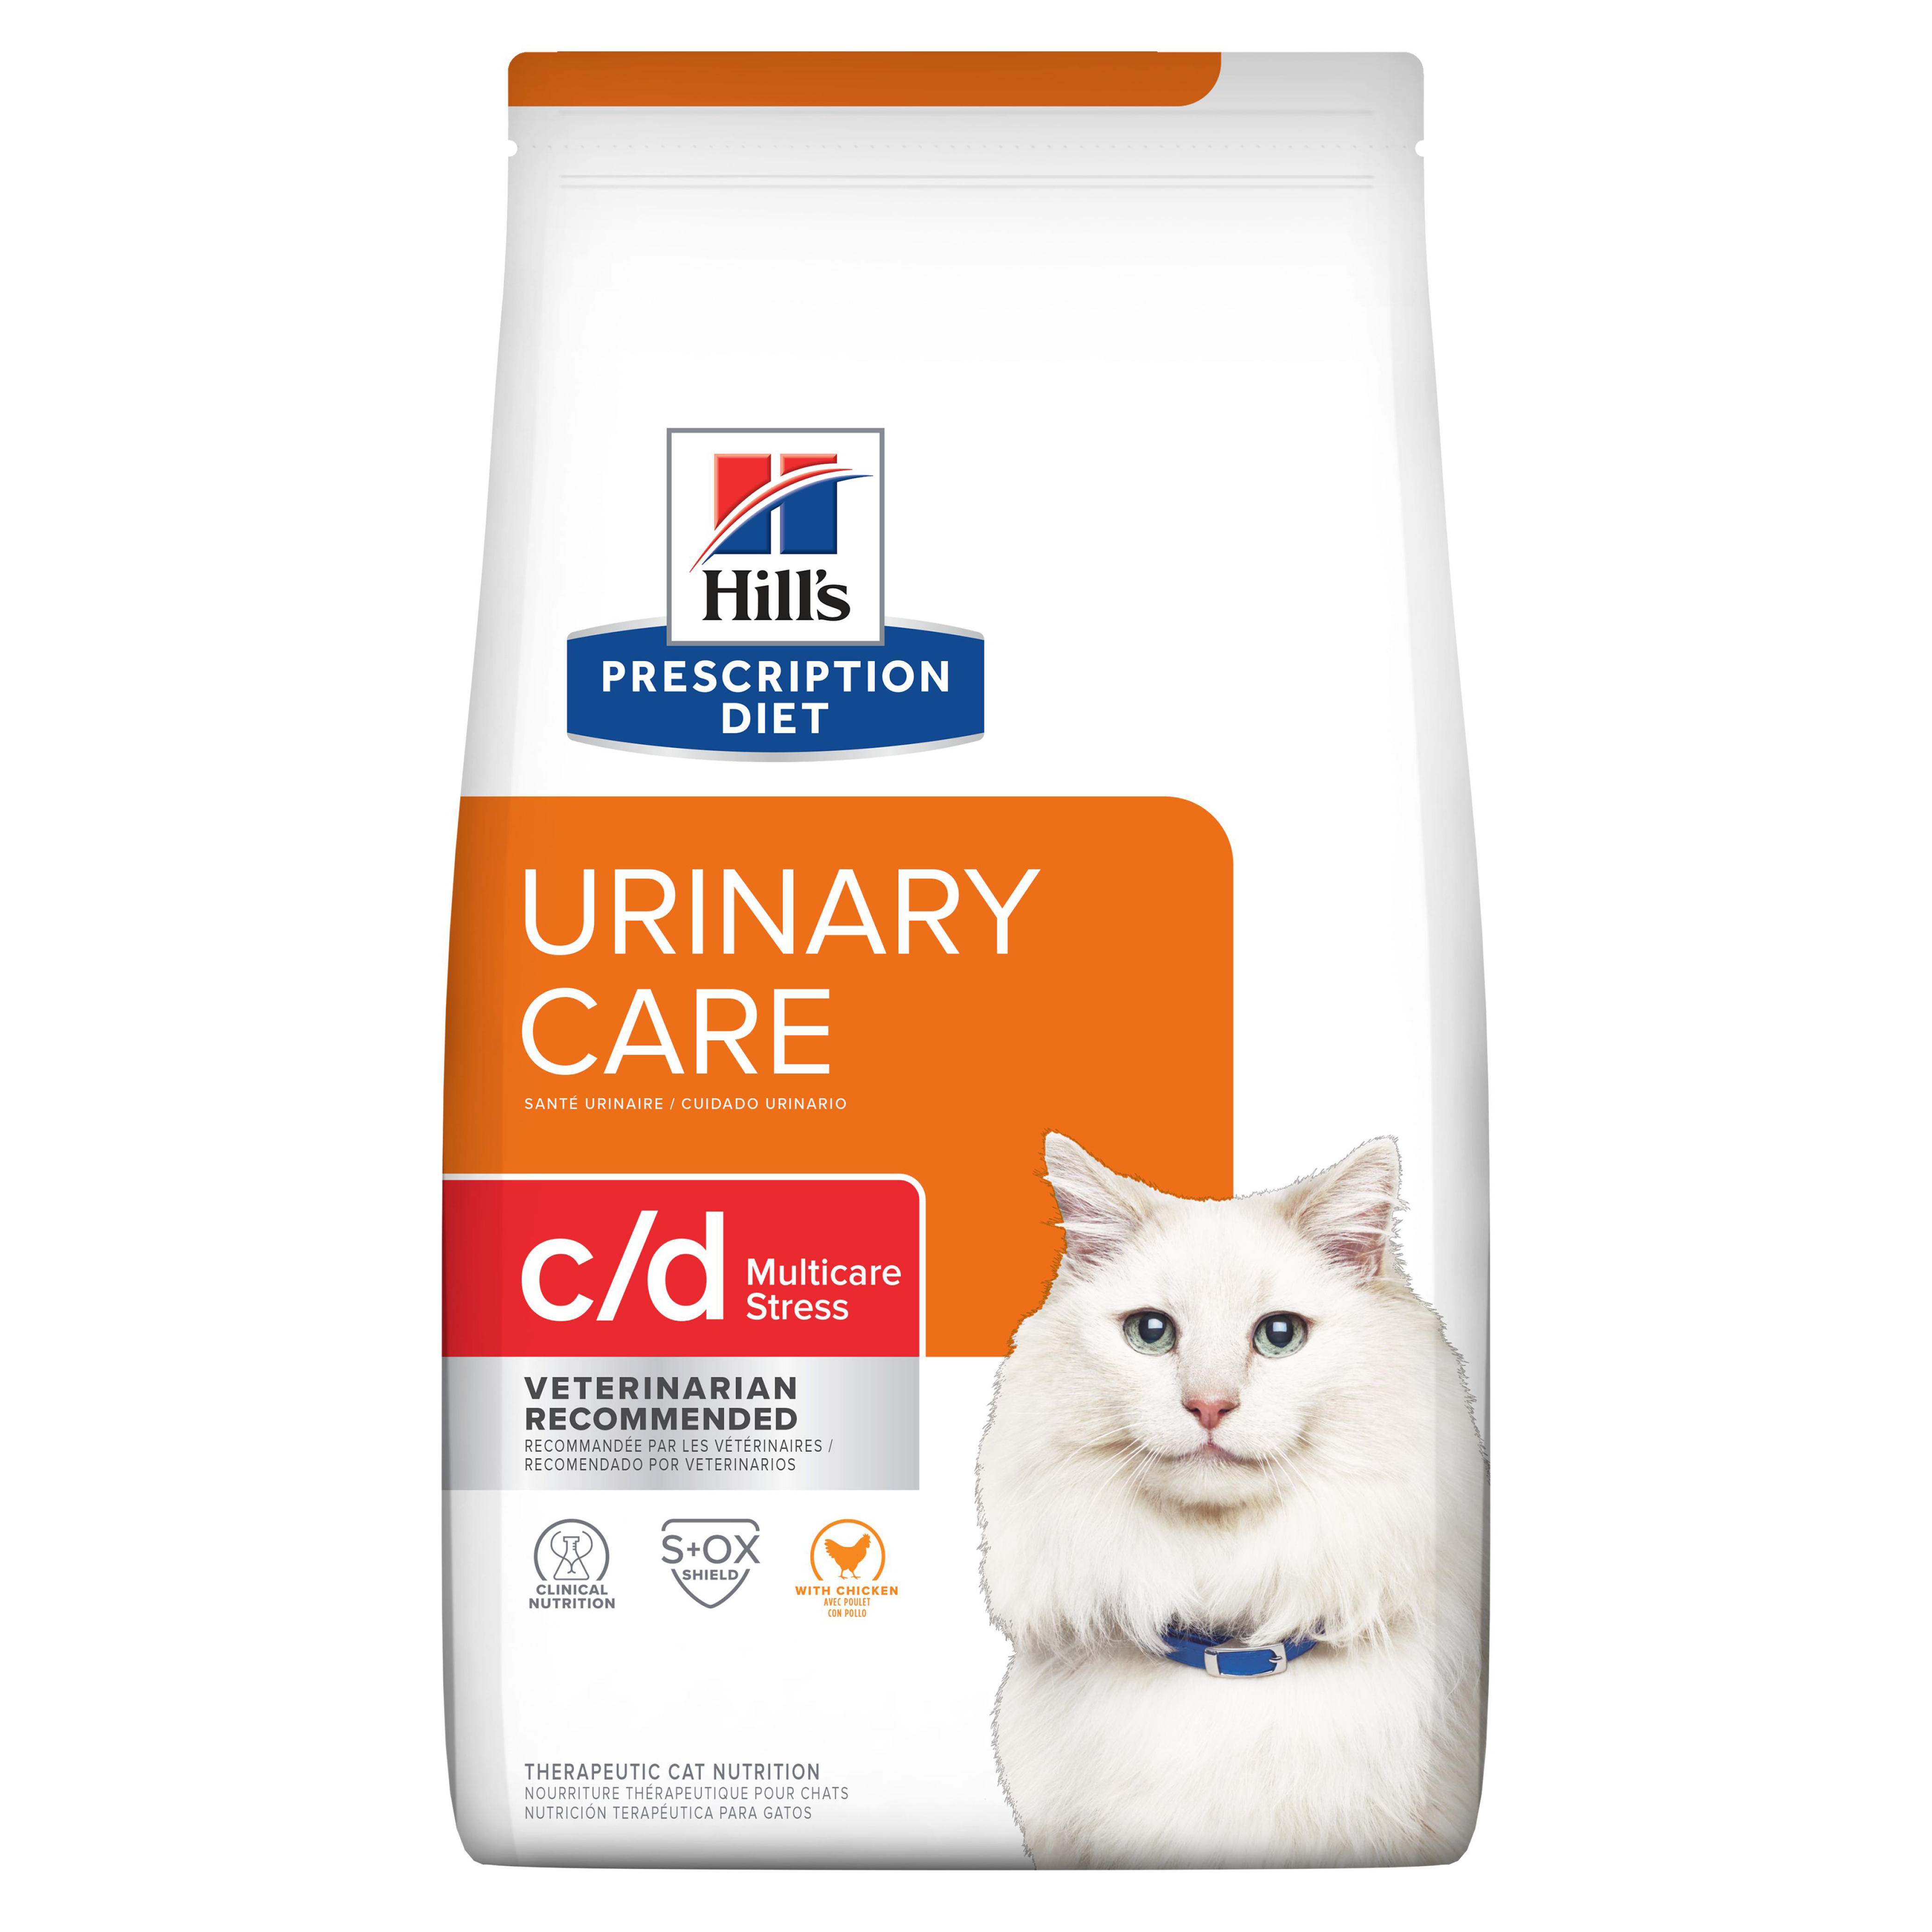 Hill's
PRESCRIPTION
DIET
URINARY
CARE
SANTÉ URINAIRE / CUIDADO URINARIO
c/d Multicare
Stress
VETERINARIAN
RECOMMENDED
RECOMMANDÉE PAR LES VÉTÉRINAIRES /
RECOMENDADO POR VETERINARIOS
CLINICAL
NUTRITION
S+OX
SHIELD
WITH CHICKEN
AVEC POULET
CON POLLO
THERAPEUTIC CAT NUTRITION
NOURRITURE THÉRAPEUTIQUE POUR CHATS
NUTRICIÓN TERAPÉUTICA PARA GATOS